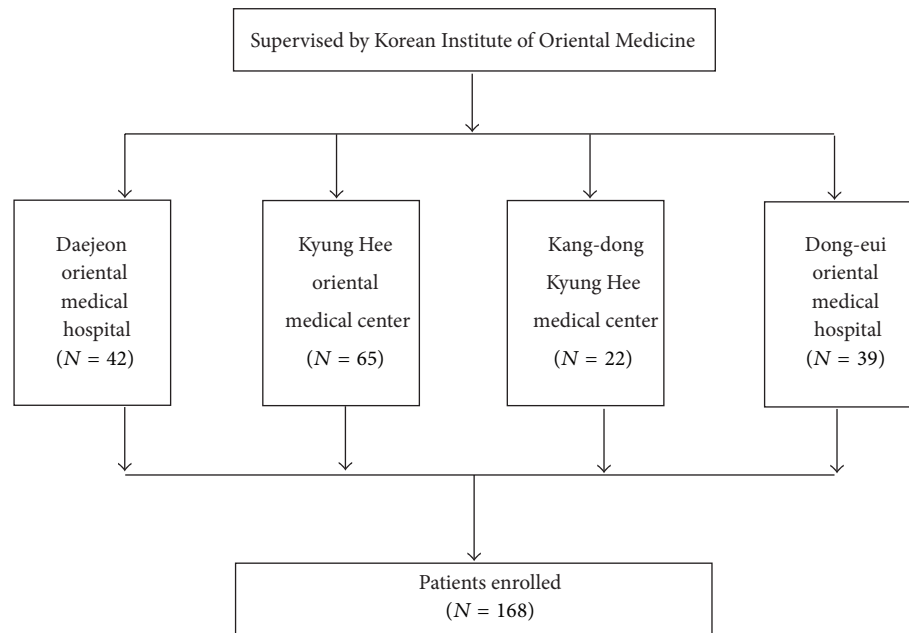 Supervised by Korean Institute of Oriental Medicine
Daejeon
oriental
medical
hospital
(N = 42)
Kyung Hee
oriental
medical center
(N = 65)
Kang-dong
Kyung Hee
medical center
(N = 22)
Dong-eui
oriental
medical
hospital
(N = 39)
Patients enrolled
(N = 168)